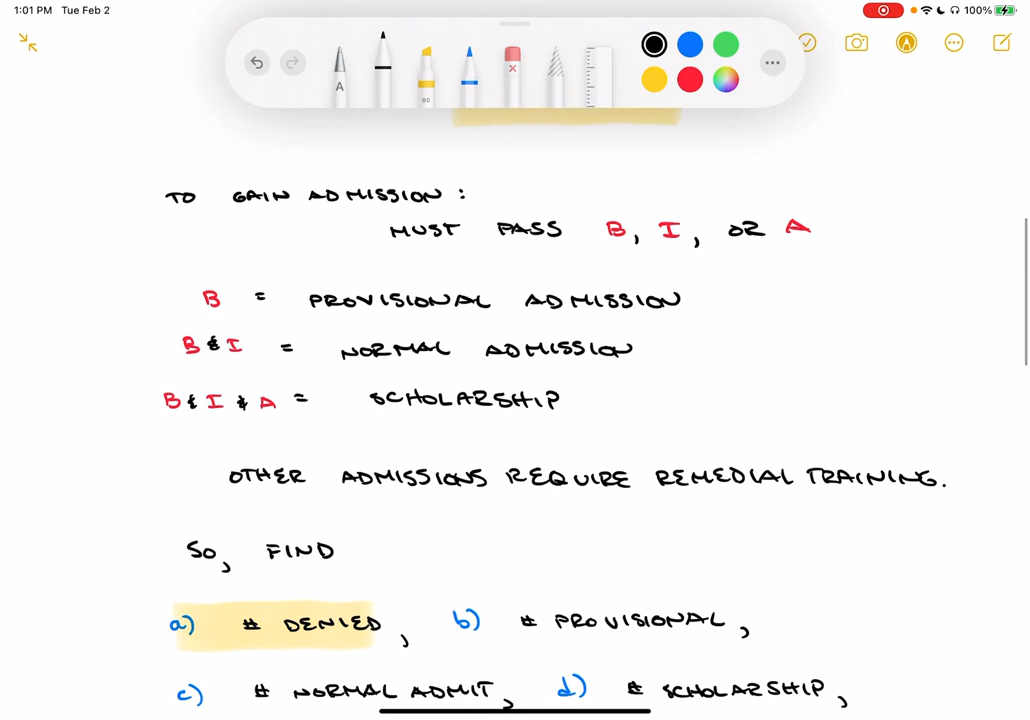 1:01 PM Tue Feb 2 100%
A 80
TO GAIN ADMISSION:
MUST PASS B, I, OR A
B = PROVISIONAL ADMISSION
B & I = NORMAL ADMISSION
B & I & A = SCHOLARSHIP
OTHER ADMISSIONS REQUIRE REMEDIAL TRAINING.
SO, FIND
a) # DENIED, b) # PROVISIONAL,
c) # NORMAL ADMIT, d) # SCHOLARSHIP,